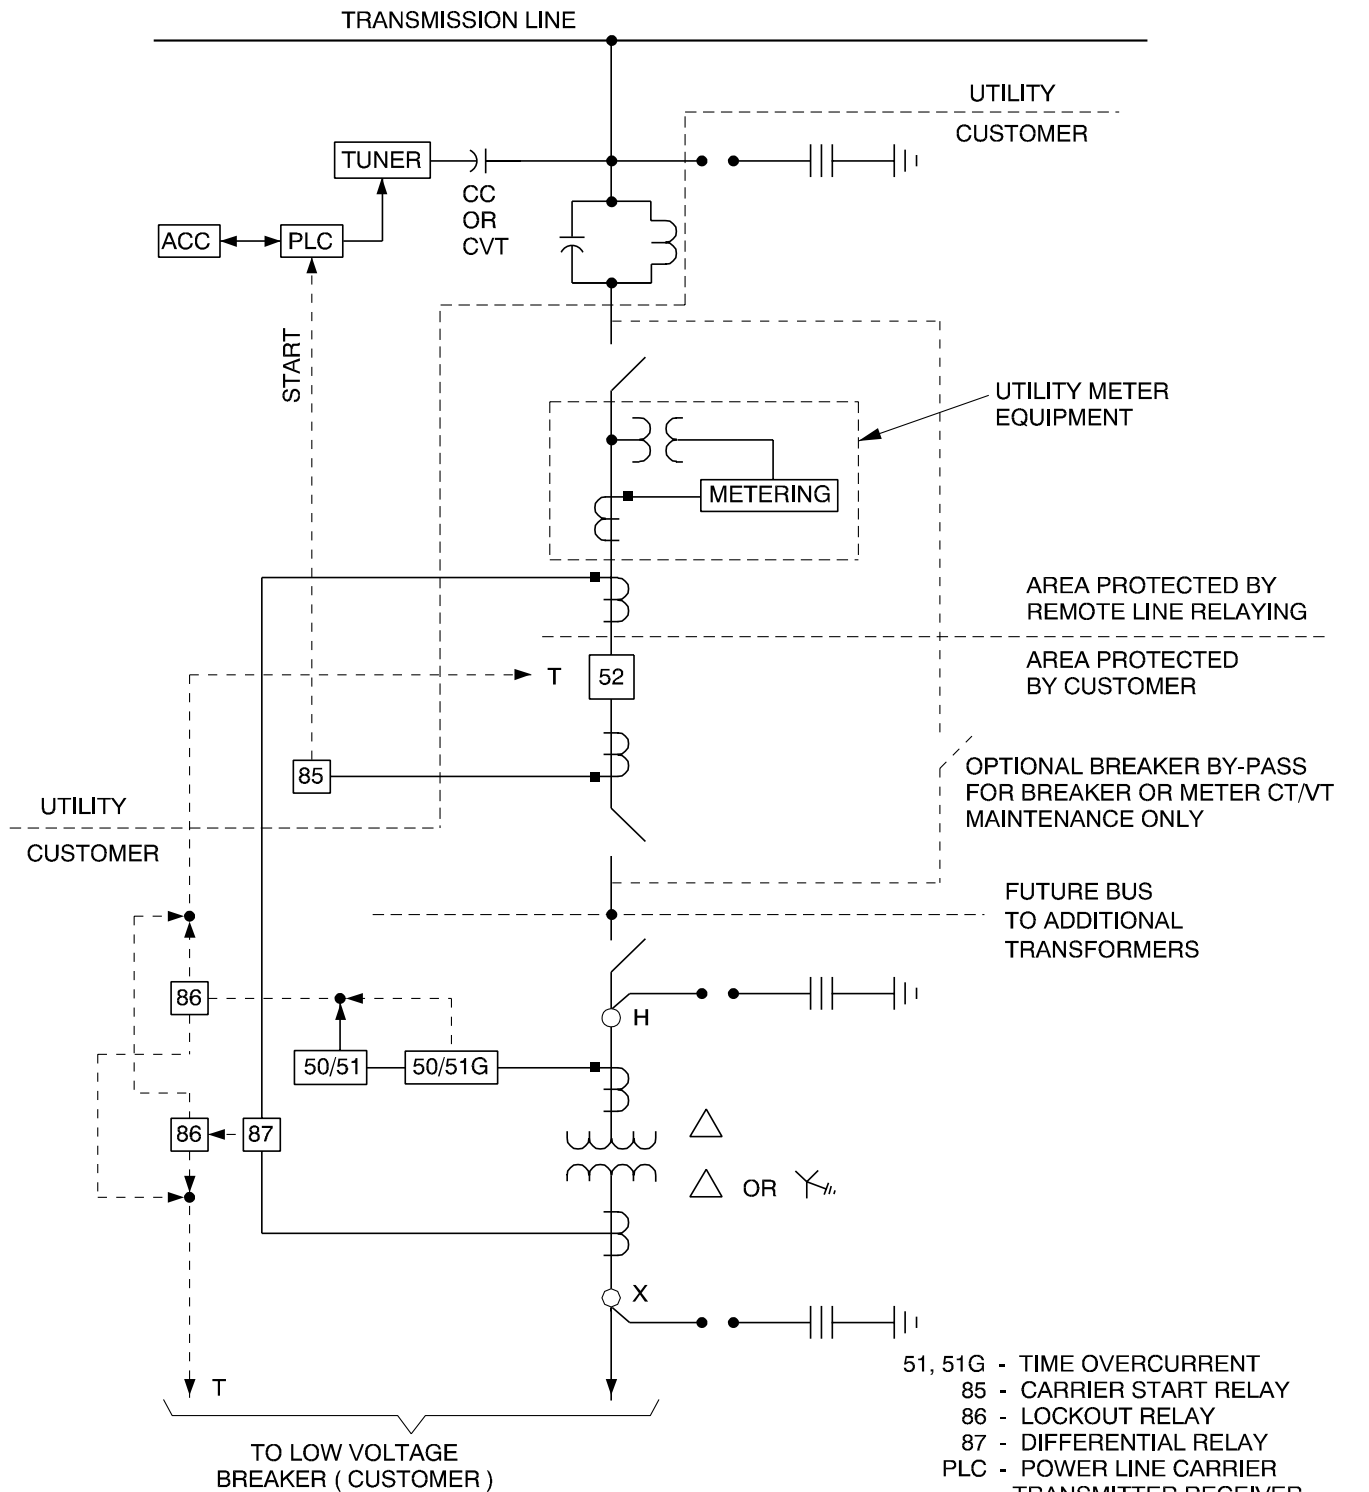 TRANSMISSION LINE
UTILITY
CUSTOMER
TUNER
CC
OR
CVT
ACC
PLC
START
UTILITY METER
EQUIPMENT
METERING
AREA PROTECTED BY
REMOTE LINE RELAYING
AREA PROTECTED
BY CUSTOMER
T
52
85
OPTIONAL BREAKER BY-PASS
FOR BREAKER OR METER CT/VT
MAINTENANCE ONLY
UTILITY
CUSTOMER
FUTURE BUS
TO ADDITIONAL
TRANSFORMERS
86
H
50/51
50/51G
86
87
OR
X
T
TO LOW VOLTAGE
BREAKER ( CUSTOMER )
51, 51G - TIME OVERCURRENT
85 - CARRIER START RELAY
86 - LOCKOUT RELAY
87 - DIFFERENTIAL RELAY
PLC - POWER LINE CARRIER
TRANSMITTER RECEIVER